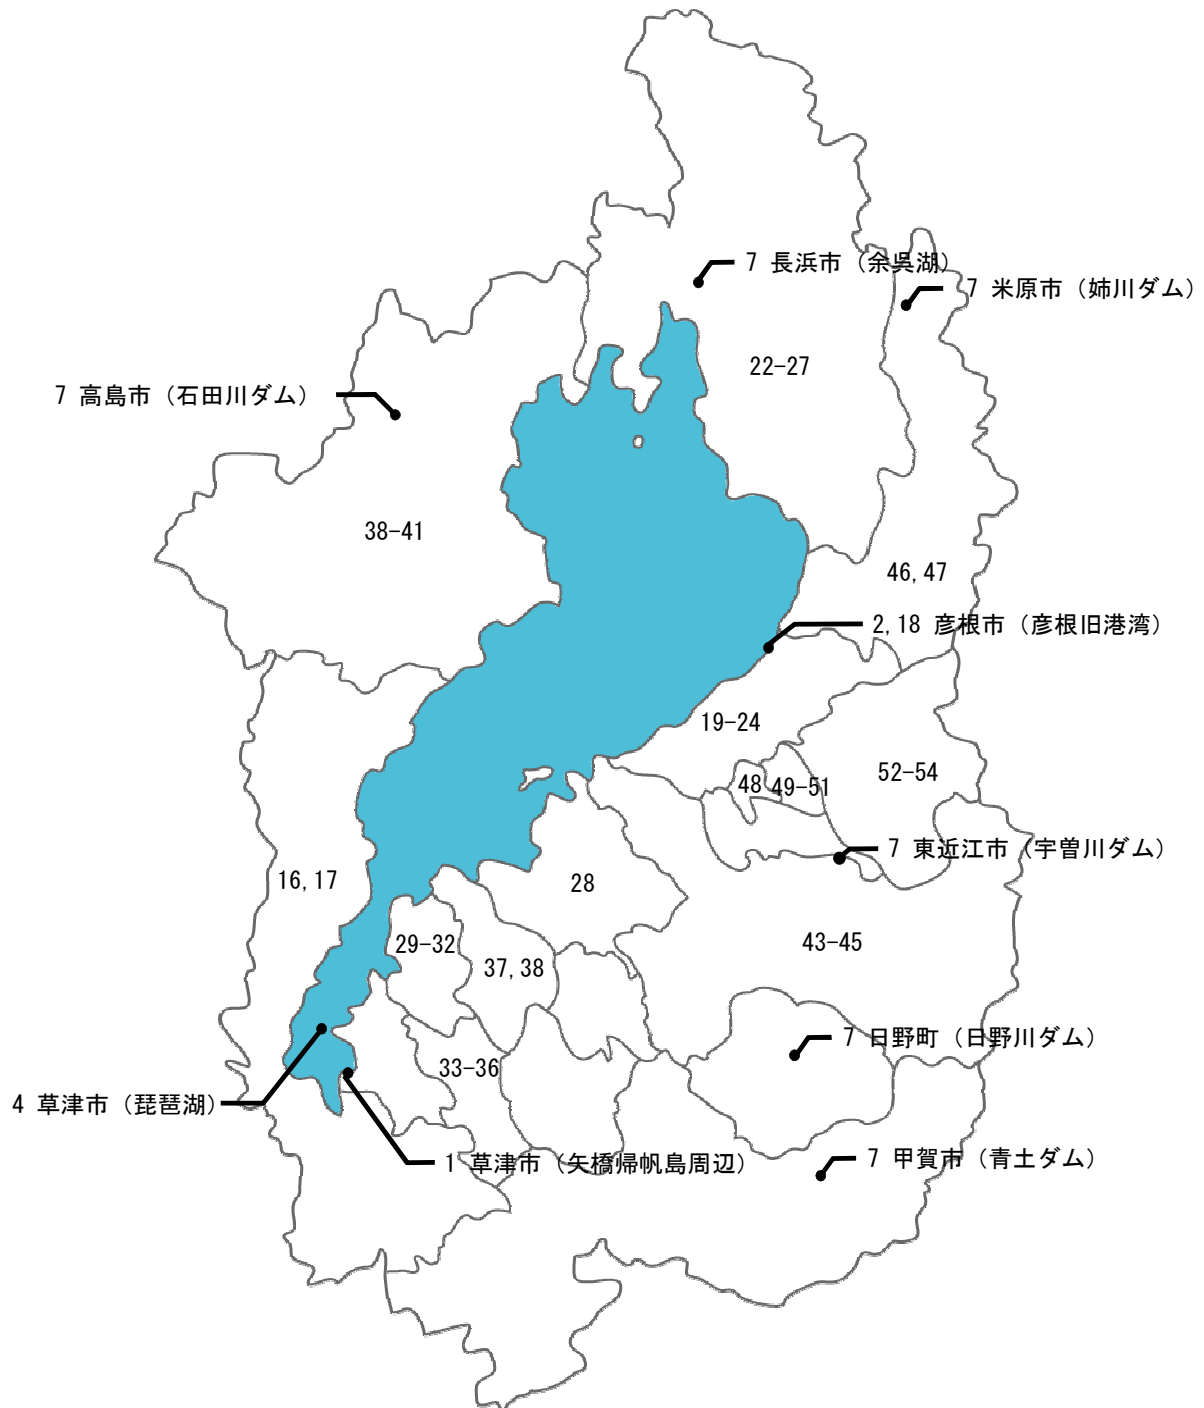 7 長浜市（余呉湖）
7 米原市（姉川ダム）
22-27
7 高島市（石田川ダム）
38-41
46,47
2,18 彦根市（彦根旧港湾）
19-24
52-54
48
49-51
7 東近江市（宇曽川ダム）
16,17
28
29-32
43-45
37,38
7 日野町（日野川ダム）
33-36
4 草津市（琵琶湖）
1 草津市（矢橋帰帆島周辺）
7 甲賀市（青土ダム）